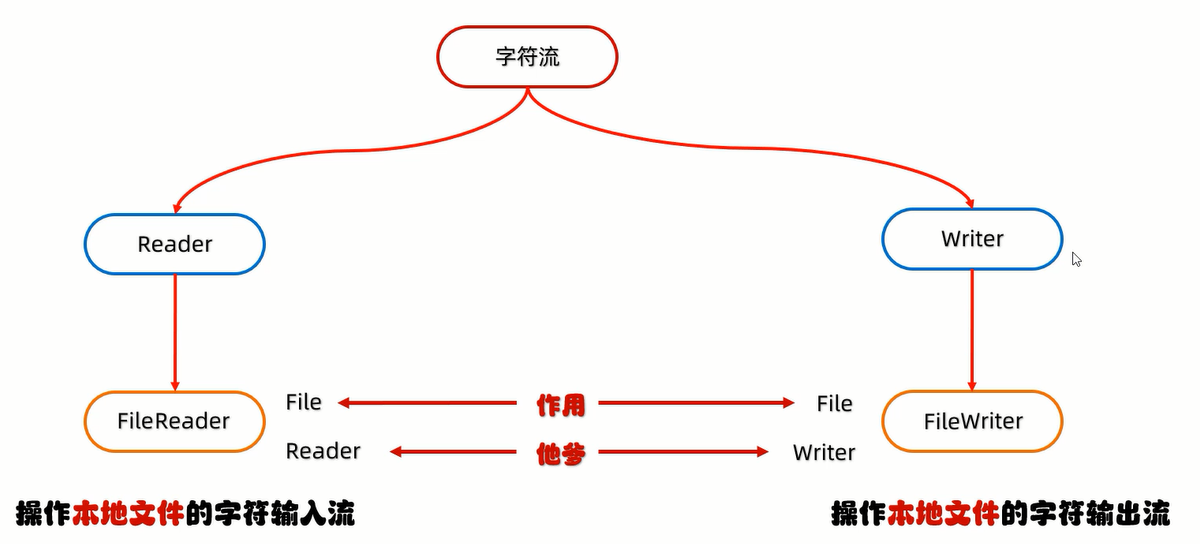 字符流
Reader
Writer
FileReader
File
作用
File
FileWriter
Reader
他爹
Writer
操作本地文件的字符输入流
操作本地文件的字符输出流